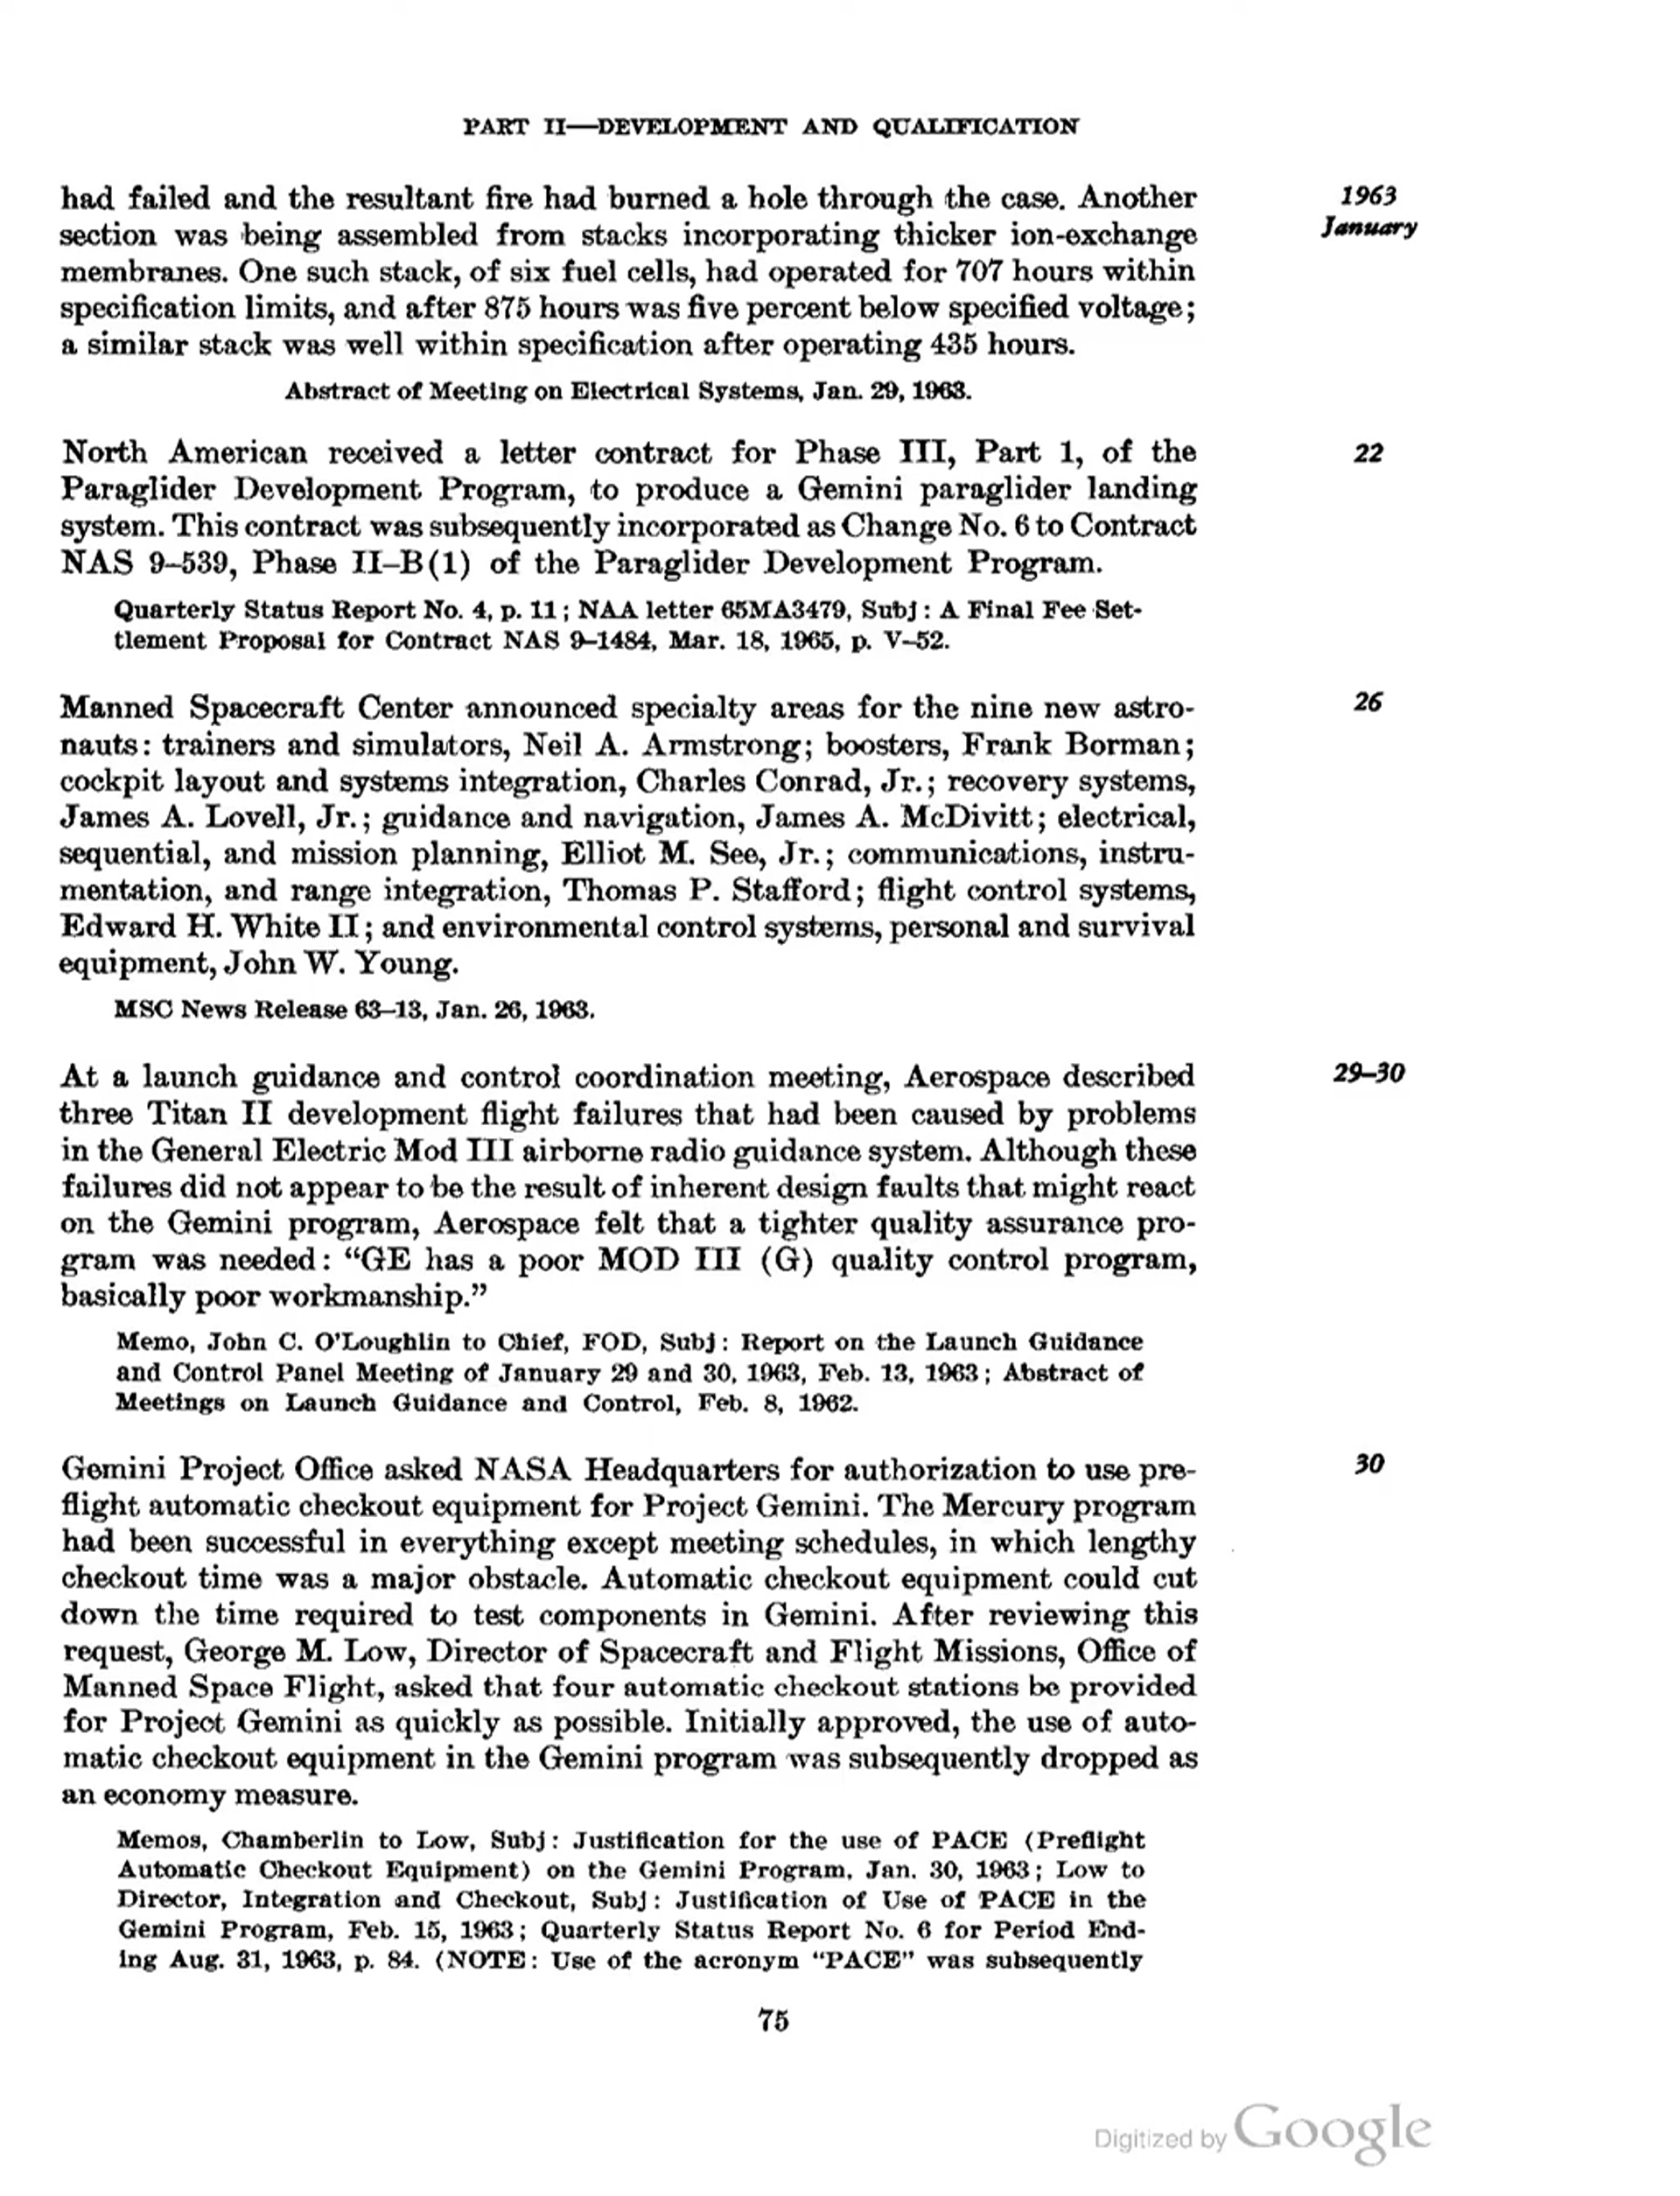 PART II—DEVELOPMENT AND QUALIFICATION
had failed and the resultant fire had burned a hole through the case. Another
section was being assembled from stacks incorporating thicker ion-exchange
membranes. One such stack, of six fuel cells, had operated for 707 hours within
specification limits, and after 875 hours was five percent below specified voltage;
a similar stack was well within specification after operating 435 hours.
1963
January
Abstract of Meeting on Electrical Systems, Jan. 29, 1963.
North American received a letter contract for Phase III, Part 1, of the
Paraglider Development Program, to produce a Gemini paraglider landing
system. This contract was subsequently incorporated as Change No. 6 to Contract
NAS 9–539, Phase II–B(1) of the Paraglider Development Program.
22
Quarterly Status Report No. 4, p. 11; NAA letter 65MA3479, Subj: A Final Fee Set-
tlement Proposal for Contract NAS 9–1484, Mar. 18, 1965, p. V–52.
Manned Spacecraft Center announced specialty areas for the nine new astro-
nauts: trainers and simulators, Neil A. Armstrong; boosters, Frank Borman;
cockpit layout and systems integration, Charles Conrad, Jr.; recovery systems,
James A. Lovell, Jr.; guidance and navigation, James A. McDivitt; electrical,
sequential, and mission planning, Elliot M. See, Jr.; communications, instru-
mentation, and range integration, Thomas P. Stafford; flight control systems,
Edward H. White II; and environmental control systems, personal and survival
equipment, John W. Young.
26
MSC News Release 63–13, Jan. 26, 1963.
At a launch guidance and control coordination meeting, Aerospace described
three Titan II development flight failures that had been caused by problems
in the General Electric Mod III airborne radio guidance system. Although these
failures did not appear to be the result of inherent design faults that might react
on the Gemini program, Aerospace felt that a tighter quality assurance pro-
gram was needed: “GE has a poor MOD III (G) quality control program,
basically poor workmanship.”
29–30
Memo, John C. O’Loughlin to Chief, FOD, Subj: Report on the Launch Guidance
and Control Panel Meeting of January 29 and 30, 1963, Feb. 13, 1963; Abstract of
Meetings on Launch Guidance and Control, Feb. 8, 1962.
Gemini Project Office asked NASA Headquarters for authorization to use pre-
flight automatic checkout equipment for Project Gemini. The Mercury program
had been successful in everything except meeting schedules, in which lengthy
checkout time was a major obstacle. Automatic checkout equipment could cut
down the time required to test components in Gemini. After reviewing this
request, George M. Low, Director of Spacecraft and Flight Missions, Office of
Manned Space Flight, asked that four automatic checkout stations be provided
for Project Gemini as quickly as possible. Initially approved, the use of auto-
matic checkout equipment in the Gemini program was subsequently dropped as
an economy measure.
30
Memos, Chamberlin to Low, Subj: Justification for the use of PACE (Preflight
Automatic Checkout Equipment) on the Gemini Program, Jan. 30, 1963; Low to
Director, Integration and Checkout, Subj: Justification of Use of PACE in the
Gemini Program, Feb. 15, 1963; Quarterly Status Report No. 6 for Period End-
ing Aug. 31, 1963, p. 84. (NOTE: Use of the acronym “PACE” was subsequently
75
Digitized by Google